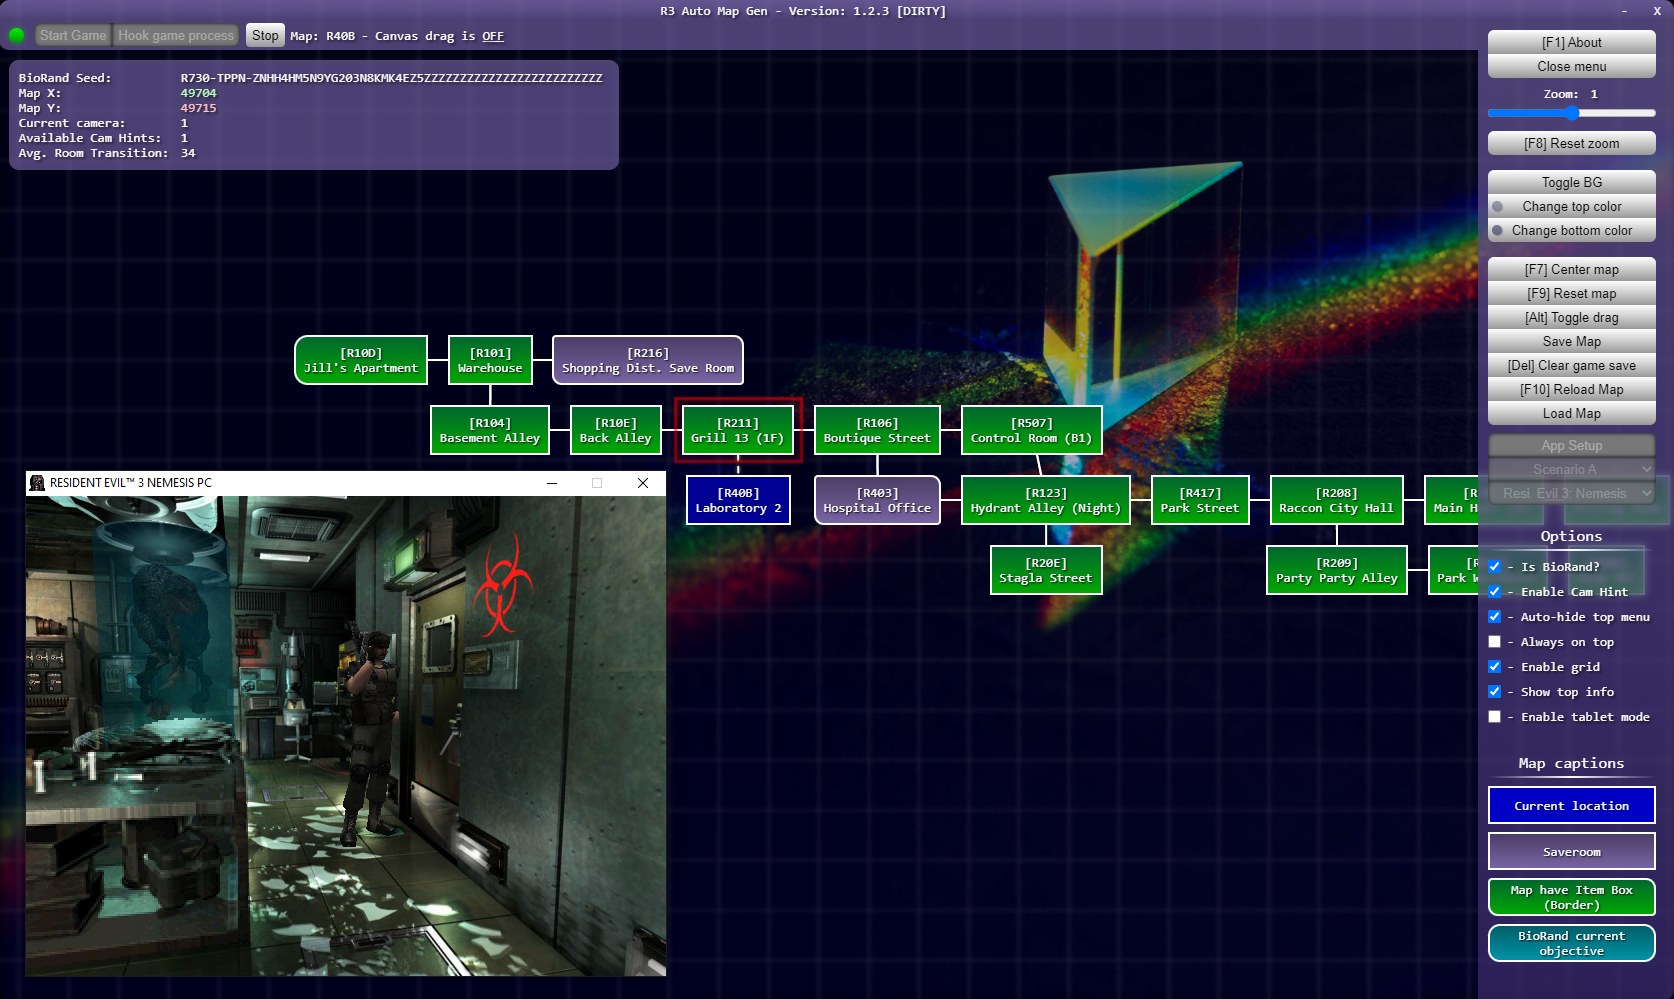 R3 Auto Map Gen - Version: 1.2.3 [DIRTY]
- X
Start Game Hook game process Stop Map: R40B - Canvas drag is OFF
BioRand Seed: R730-TPPN-ZNHH4HM5N9YG203N8KMK4EZ5ZZZZZZZZZZZZZZZZZZZZZZZZZ
Map X: 49704
Map Y: 49715
Current camera: 1
Available Cam Hints: 1
Avg. Room Transition: 34
[R10D]
Jill's Apartment
[R101]
Warehouse
[R216]
Shopping Dist. Save Room
[R104]
Basement Alley
[R10E]
Back Alley
[R211]
Grill 13 (1F)
[R106]
Boutique Street
[R507]
Control Room (B1)
[R40B]
Laboratory 2
[R403]
Hospital Office
[R123]
Hydrant Alley (Night)
[R417]
Park Street
[R208]
Raccon City Hall
[R
Main H
[R20E]
Stagla Street
[R209]
Party Party Alley
[R
Park W
RESIDENT EVIL™ 3 NEMESIS PC
[F1] About
Close menu
Zoom: 1
[F8] Reset zoom
Toggle BG
Change top color
Change bottom color
[F7] Center map
[F9] Reset map
[Alt] Toggle drag
Save Map
[Del] Clear game save
[F10] Reload Map
Load Map
App Setup
Scenario A
Resi. Evil 3: Nemesis
Options
- Is BioRand?
- Enable Cam Hint
- Auto-hide top menu
- Always on top
- Enable grid
- Show top info
- Enable tablet mode
Map captions
Current location
Saveroom
Map have Item Box
(Border)
BioRand current
objective